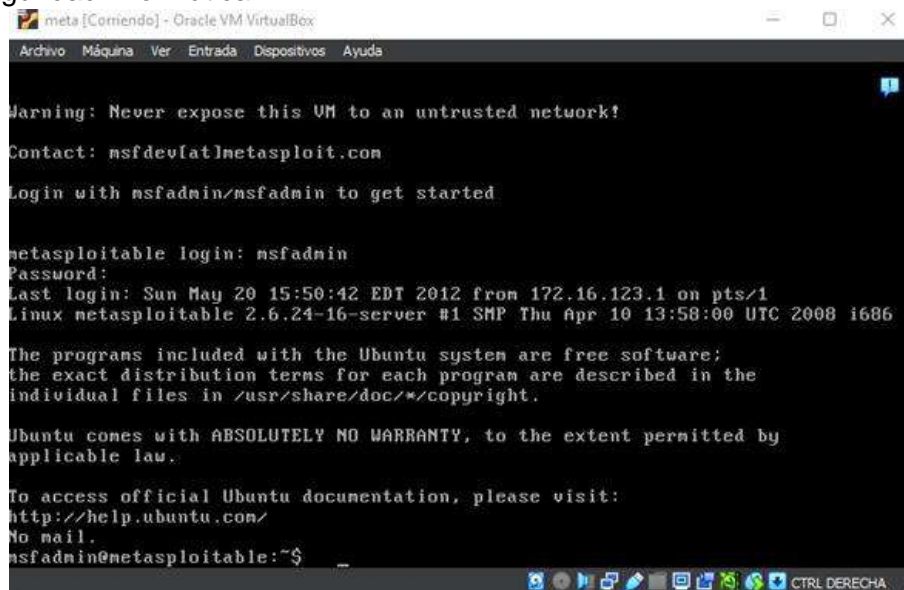 meta [Corriendo] - Oracle VM VirtualBox
Archivo Máquina Ver Entrada Dispositivos Ayuda
Warning: Never expose this VM to an untrusted network!
Contact: msfdev[at]metasploit.com
Login with msfadmin/msfadmin to get started
metasploitable login: msfadmin
Password:
Last login: Sun May 20 15:50:42 EDT 2012 from 172.16.123.1 on pts/1
Linux metasploitable 2.6.24-16-server #1 SMP Thu Apr 10 13:58:00 UTC 2008 i686
The programs included with the Ubuntu system are free software;
the exact distribution terms for each program are described in the
individual files in /usr/share/doc/*/copyright.
Ubuntu comes with ABSOLUTELY NO WARRANTY, to the extent permitted by
applicable law.
To access official Ubuntu documentation, please visit:
http://help.ubuntu.com/
No mail.
msfadmin@metasploitable:~$ _
CTRL DERECHA